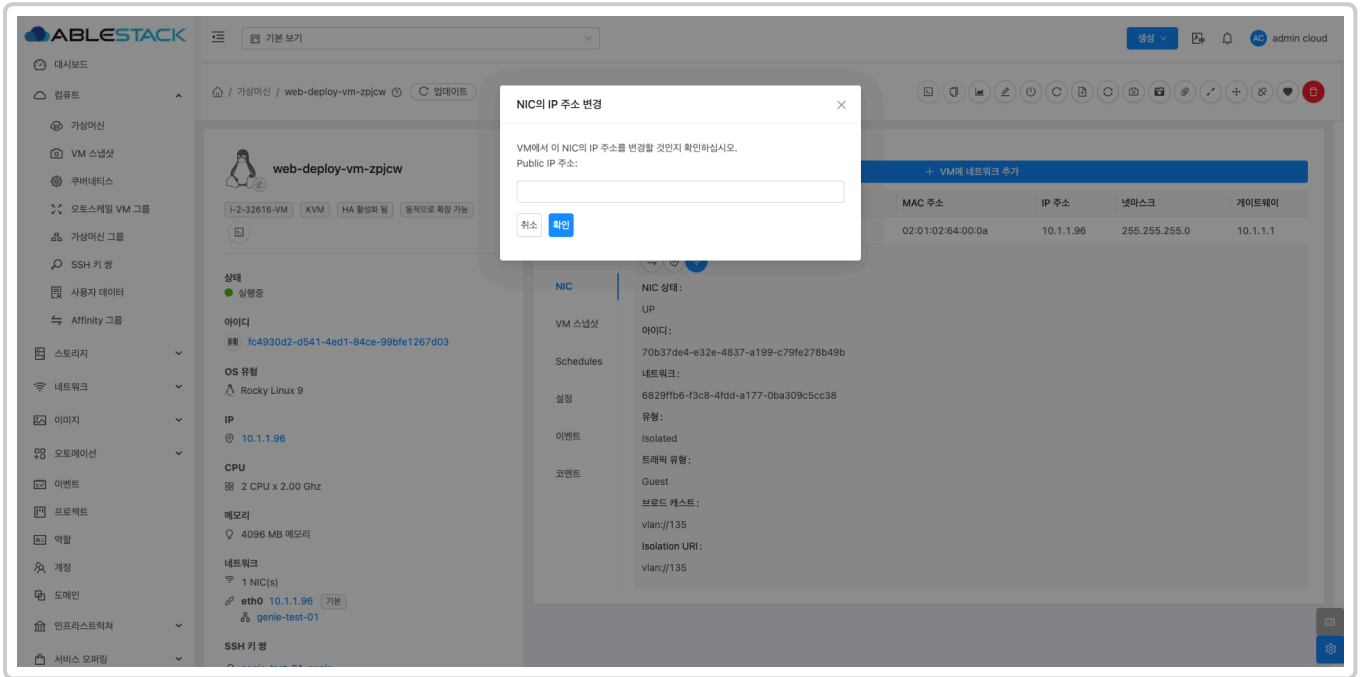 ABLESTACK
기본 보기
생성
AC
admin cloud
대시보드
컴퓨트
가상머신
VM 스냅샷
쿠버네티스
오토스케일 VM 그룹
가상머신 그룹
SSH 키 쌍
사용자 데이터
Affinity 그룹
스토리지
네트워크
이미지
오토메이션
이벤트
프로젝트
역할
계정
도메인
인프라스트럭쳐
서비스 오퍼링
/ 가상머신 / web-deploy-vm-zpjcw
업데이트
web-deploy-vm-zpjcw
i-2-32616-VM
KVM
HA 활성화 됨
동적으로 확장 가능
상태
실행중
아이디
fc4930d2-d541-4ed1-84ce-99bfe1267d03
OS 유형
Rocky Linux 9
IP
10.1.1.96
CPU
2 CPU x 2.00 Ghz
메모리
4096 MB 메모리
네트워크
1 NIC(s)
eth0 10.1.1.96 기본
genie-test-01
SSH 키 쌍
NIC의 IP 주소 변경
VM에서 이 NIC의 IP 주소를 변경할 것인지 확인하십시오.
Public IP 주소:
취소
확인
+ VM에 네트워크 추가
MAC 주소
IP 주소
넷마스크
게이트웨이
02:01:02:64:00:0a
10.1.1.96
255.255.255.0
10.1.1.1
NIC
VM 스냅샷
Schedules
설정
이벤트
코멘트
NIC 상태 :
UP
아이디 :
70b37de4-e32e-4837-a199-c79fe278b49b
네트워크 :
6829ffb6-f3c8-4fdd-a177-0ba309c5cc38
유형 :
Isolated
트래픽 유형 :
Guest
브로드 캐스트 :
vlan://135
Isolation URI :
vlan://135